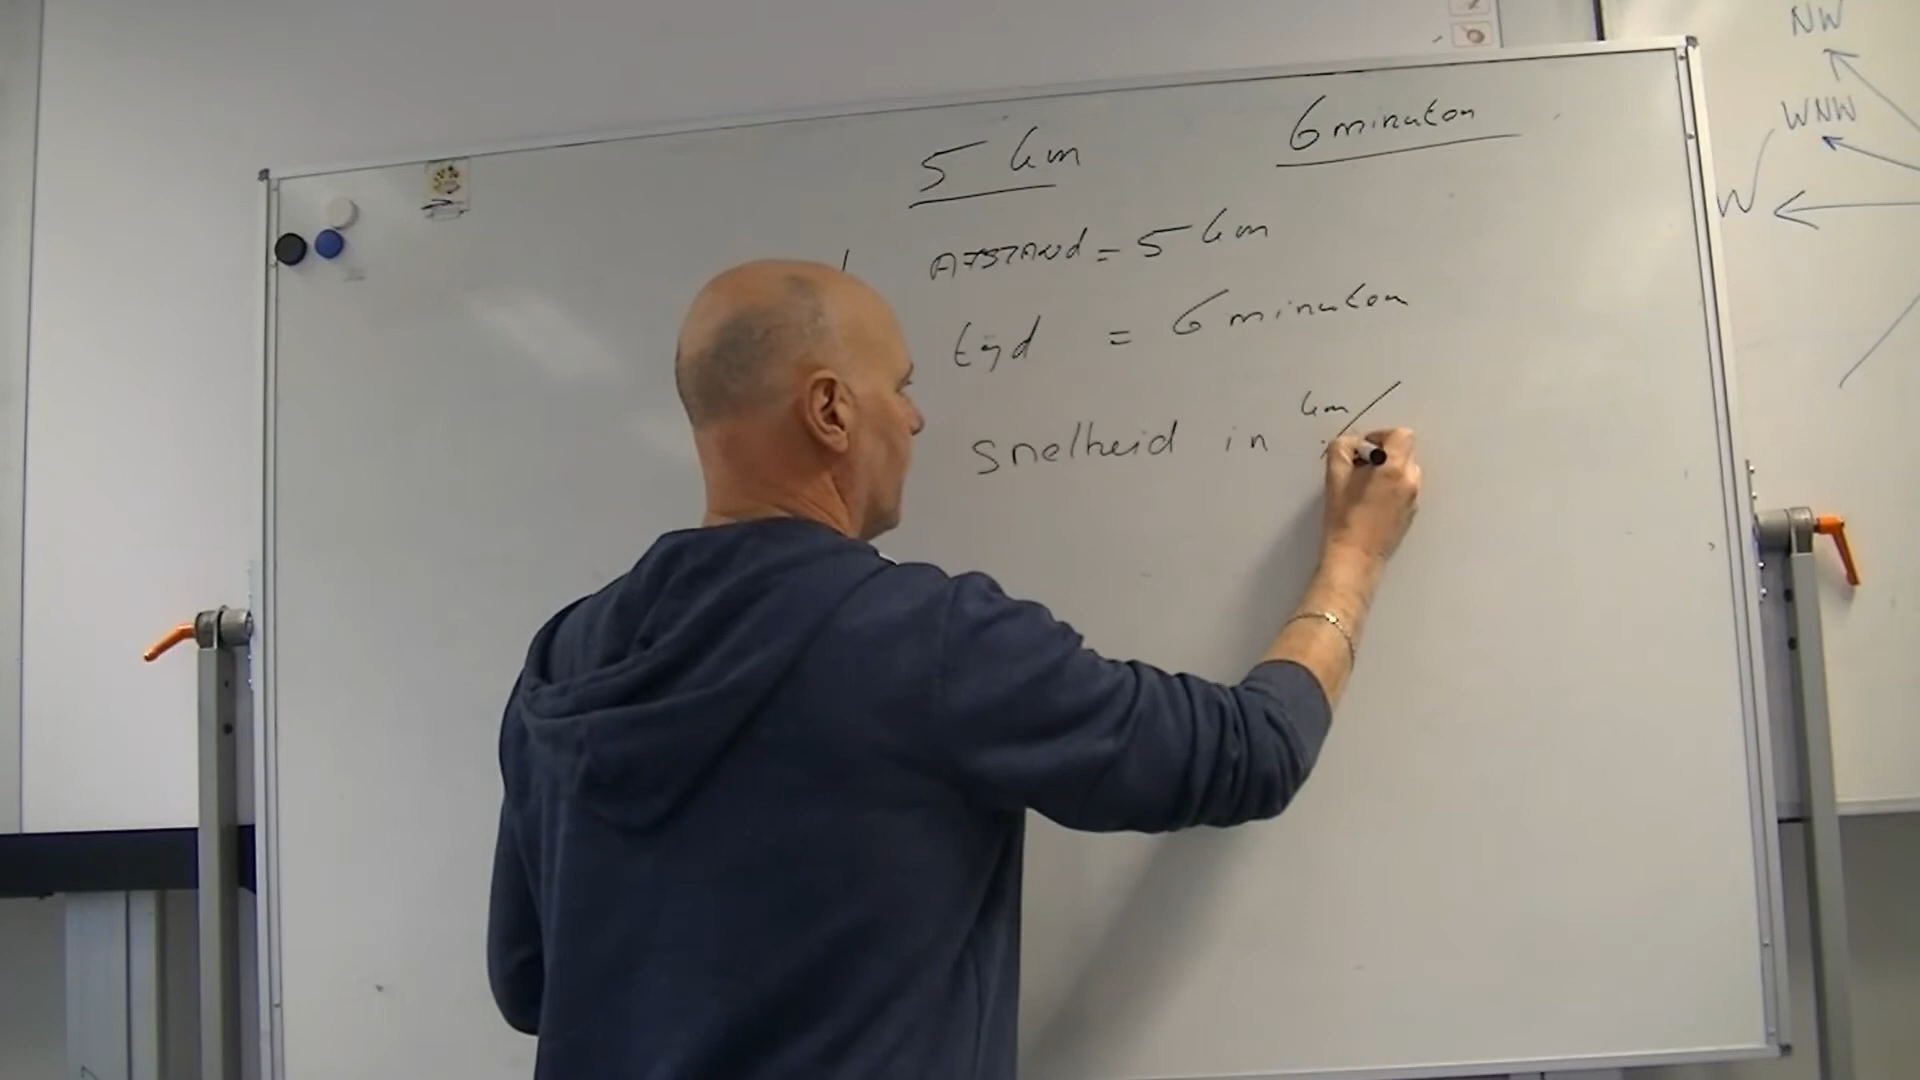 5 km 6 minuten
AFSTAND = 5 km
tijd = 6 minuten
snelheid in km/
NW
WNW
W